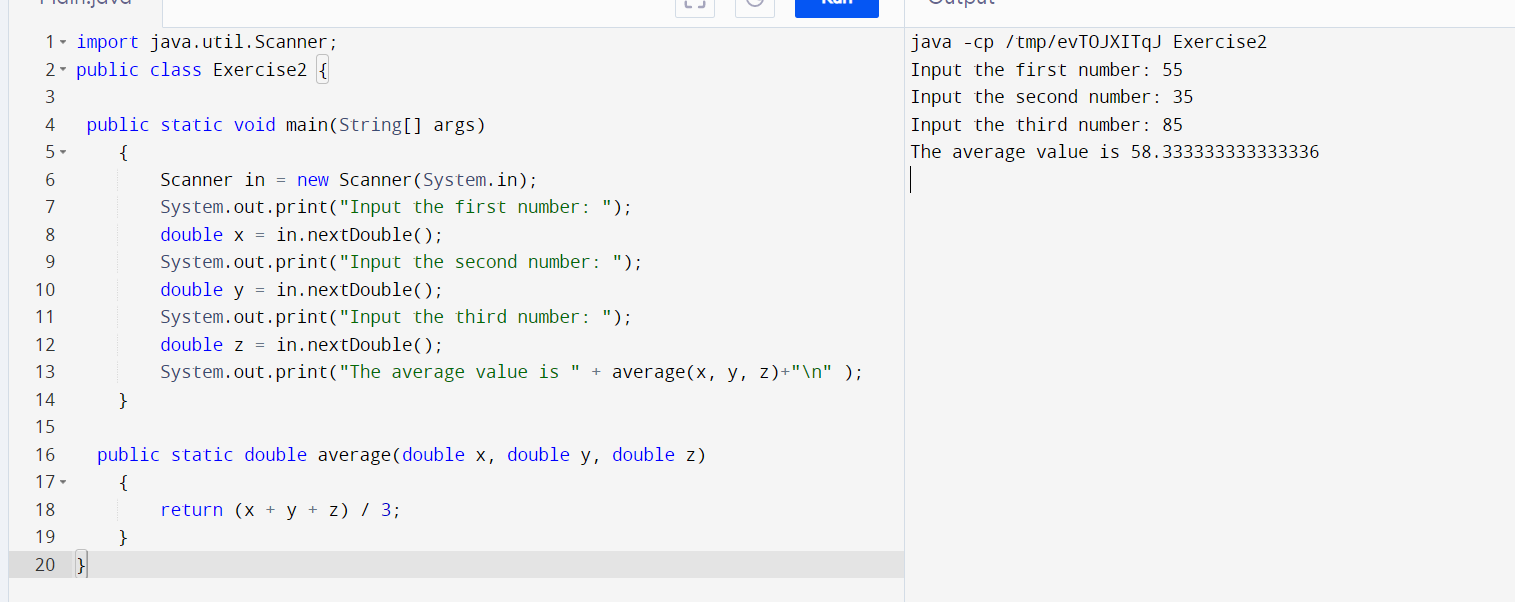 import java.util.Scanner;
public class Exercise2 {
public static void main(String[] args)
{
Scanner in = new Scanner(System.in);
System.out.print("Input the first number: ");
double x = in.nextDouble();
System.out.print("Input the second number: ");
double y = in.nextDouble();
System.out.print("Input the third number: ");
double z = in.nextDouble();
System.out.print("The average value is " + average(x, y, z)+"\n" );
}
public static double average(double x, double y, double z)
{
return (x + y + z) / 3;
}
}
1
2
3
4
5
6
7
8
9
10
11
12
13
14
15
16
17
18
19
20
java -cp /tmp/evTOJXITqJ Exercise2
Input the first number: 55
Input the second number: 35
Input the third number: 85
The average value is 58.333333333333336